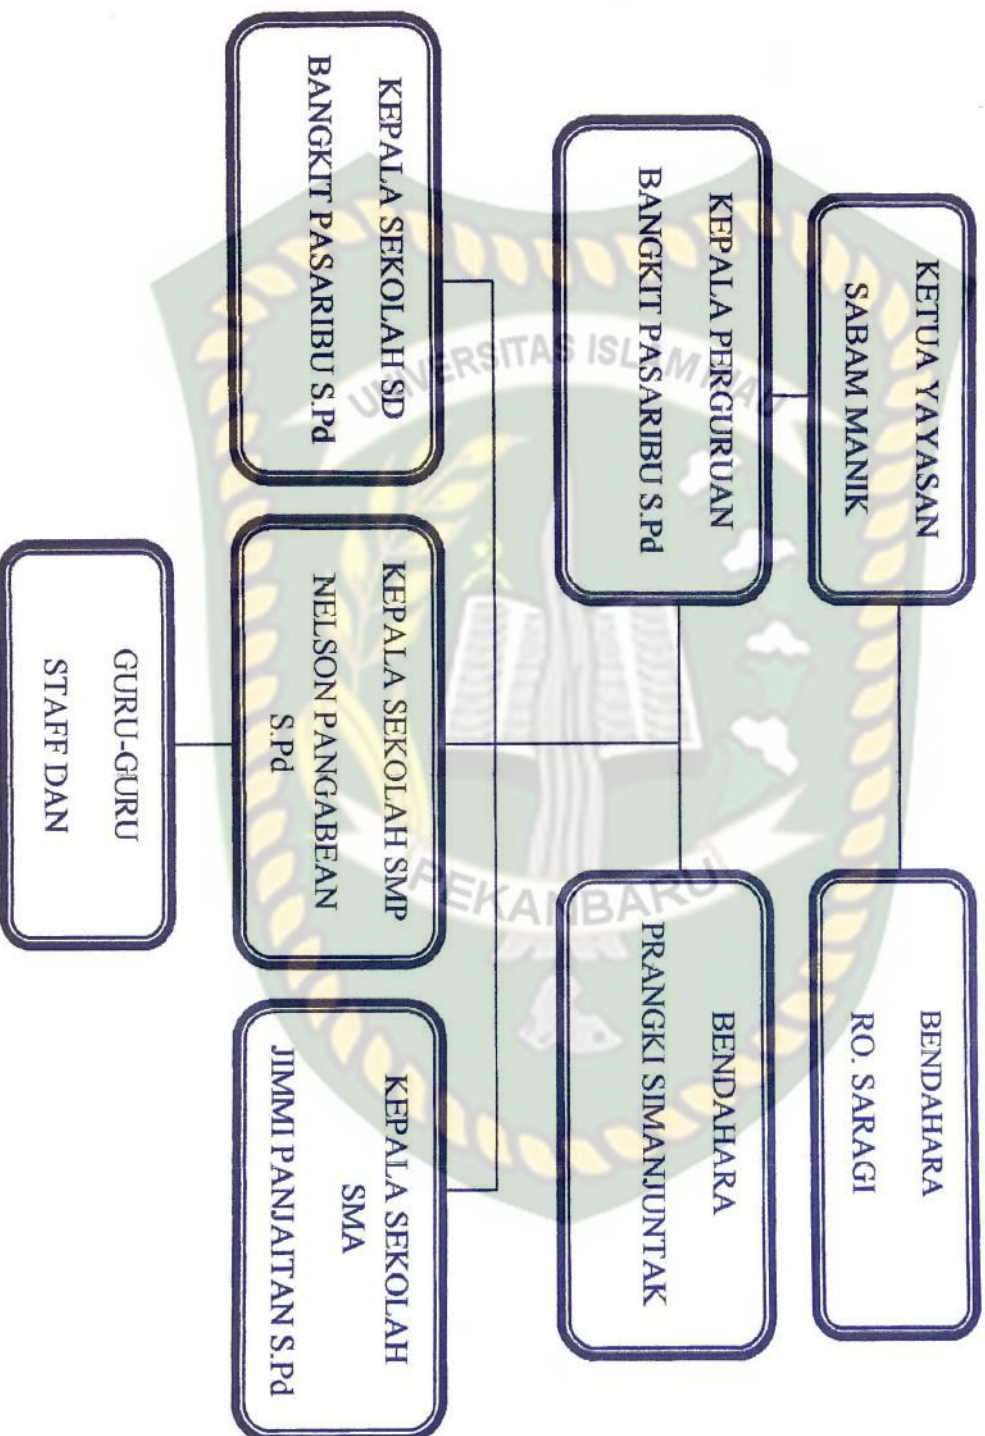 KETUA YAYASAN
SABAM MANIK
BENDAHARA
RO. SARAGI
KEPALA PERGURUAN
BANGKIT PASARIBU S.Pd
BENDAHARA
PRANGKI SIMANJUNTAK
KEPALA SEKOLAH SD
BANGKIT PASARIBU S.Pd
KEPALA SEKOLAH SMP
NELSON PANGABEAN
S.Pd
KEPALA SEKOLAH
SMA
JIMMI PANJAITAN S.Pd
GURU-GURU
STAFF DAN
UNIVERSITAS ISLAM RIAU
PEKANBARU